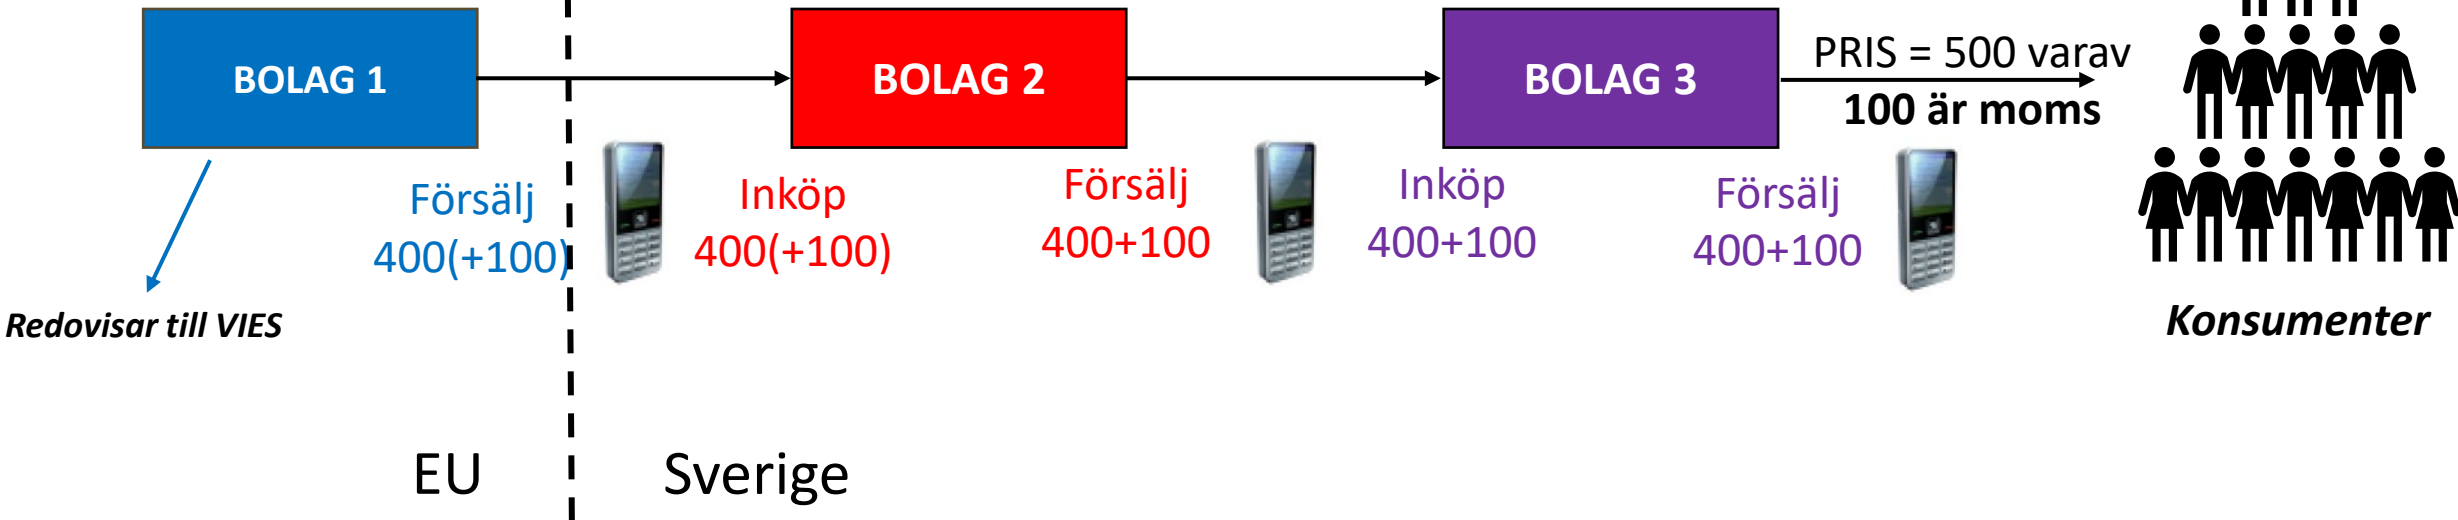 BOLAG 1
BOLAG 2
BOLAG 3
PRIS = 500 varav
100 är moms
Försälj
400(+100)
Inköp
400(+100)
Försälj
400+100
Inköp
400+100
Försälj
400+100
Redovisar till VIES
Konsumenter
EU
Sverige